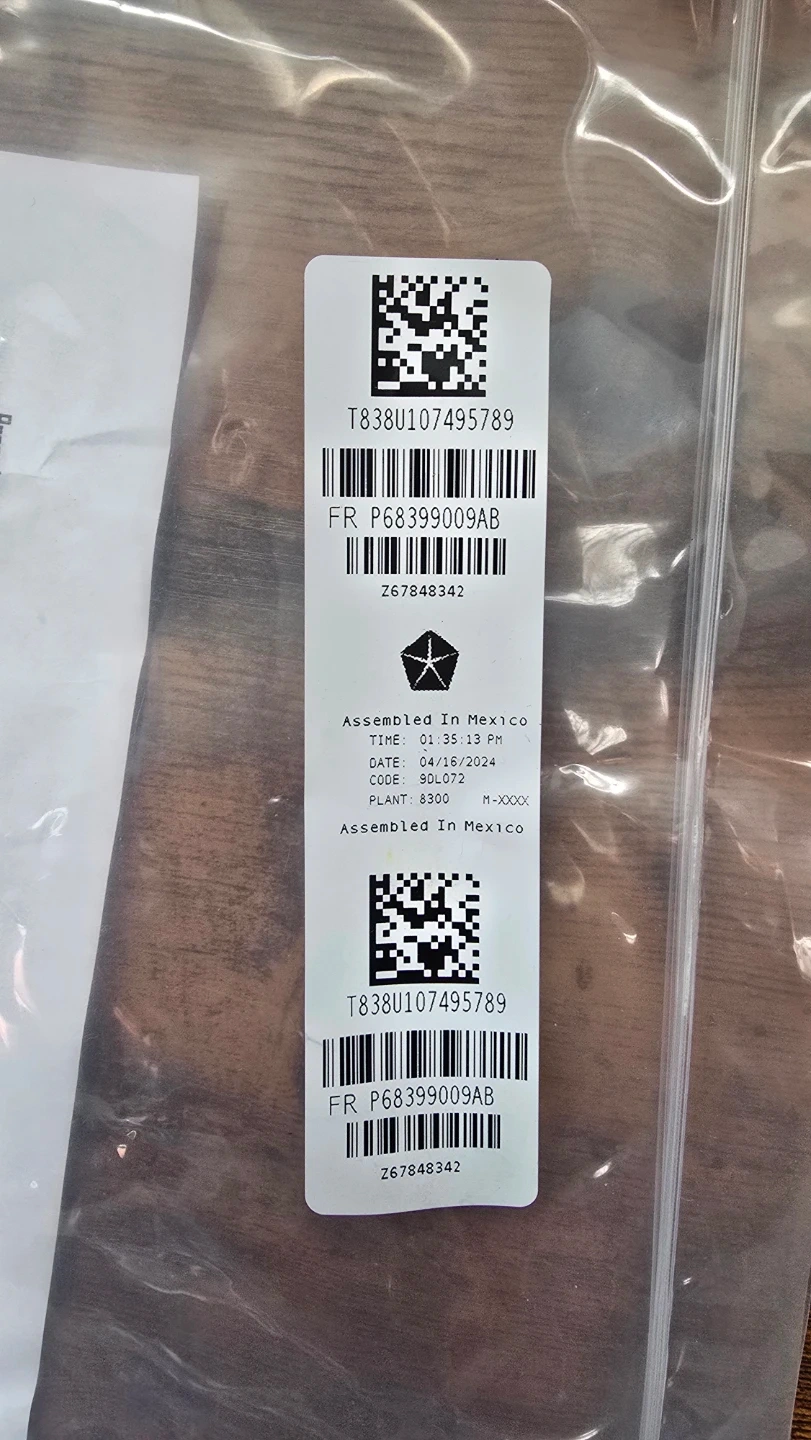 T838U107495789
FR P68399009AB
Z67848342
Assembled In Mexico
TIME: 01:35:13 PM
DATE: 04/16/2024
CODE: 9DL072
PLANT: 8300 M-XXXX
Assembled In Mexico
T838U107495789
FR P68399009AB
Z67848342